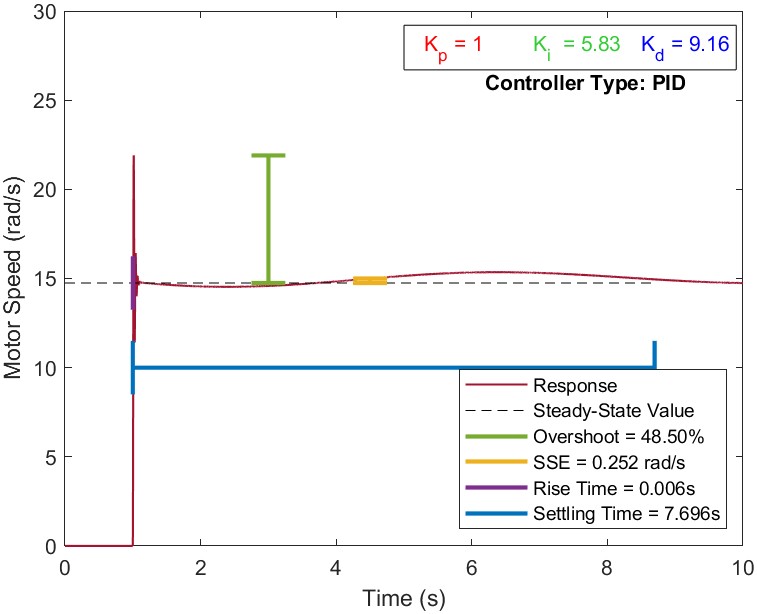 30
25
20
15
10
5
0
Motor Speed (rad/s)
Kp = 1 Ki = 5.83 Kd = 9.16
Controller Type: PID
Response
Steady-State Value
Overshoot = 48.50%
SSE = 0.252 rad/s
Rise Time = 0.006s
Settling Time = 7.696s
0 2 4 6 8 10
Time (s)